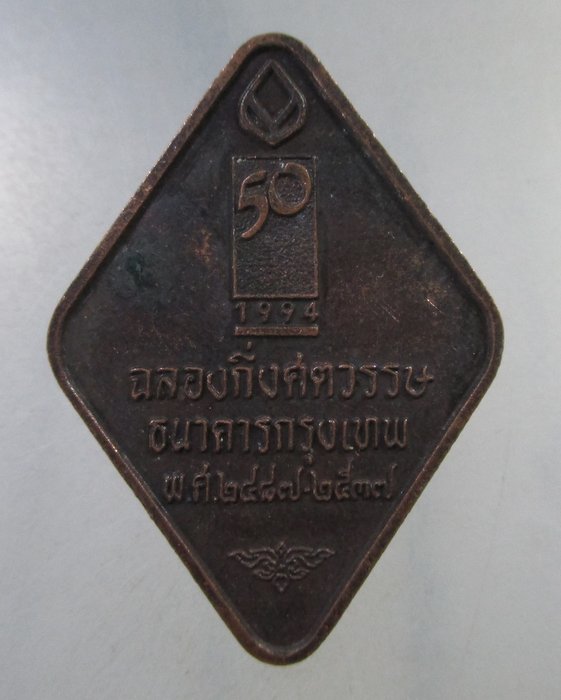 50
1994
ฉลองกึ่งศตวรรษ
ธนาคารกรุงเทพ
พ.ศ.๒๔๘๗-๒๕๓๗